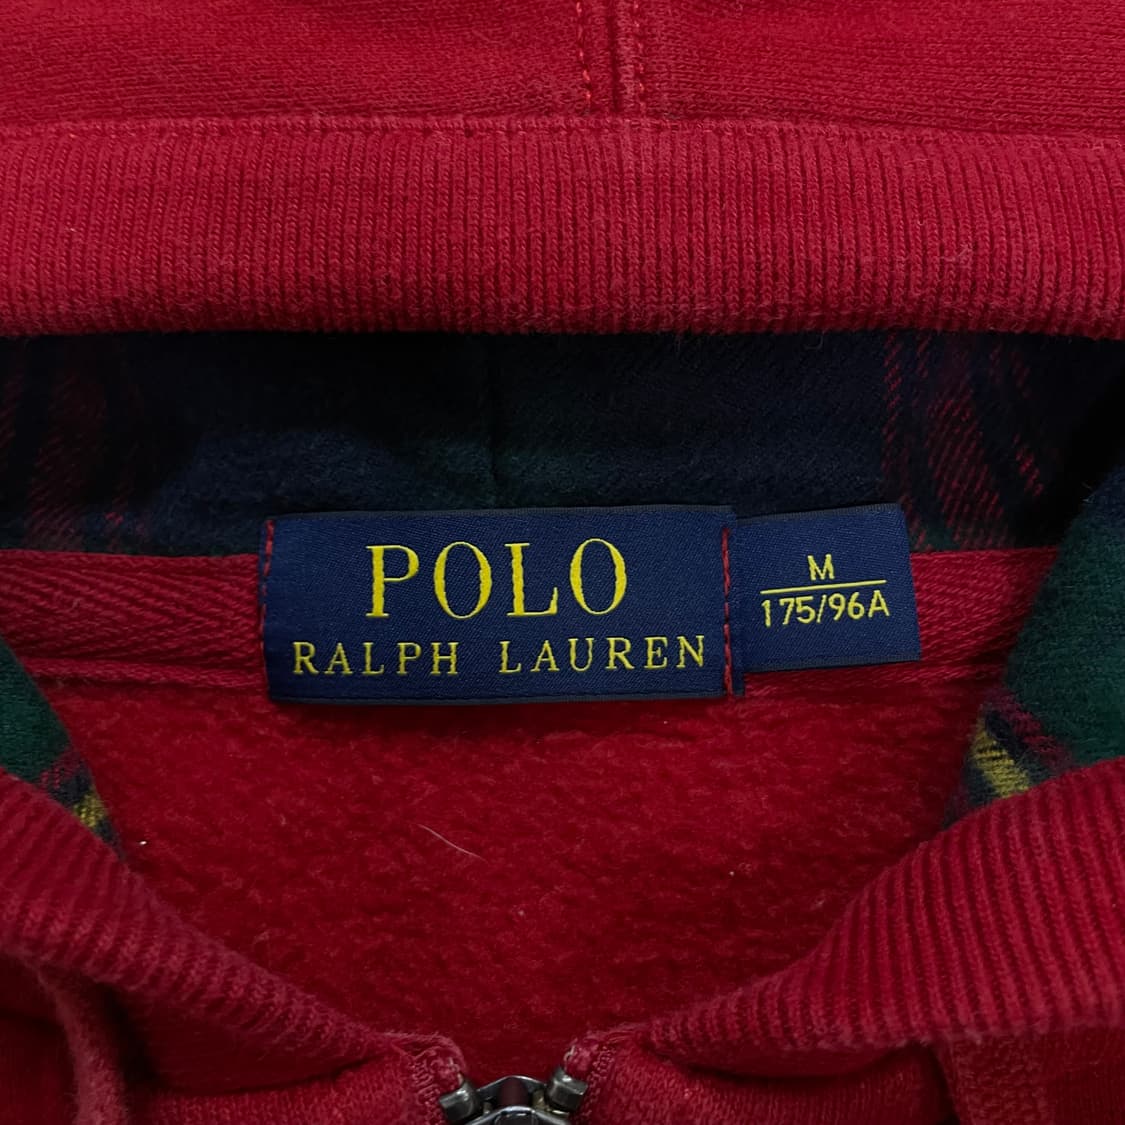 POLO
RALPH LAUREN
M
175/96A